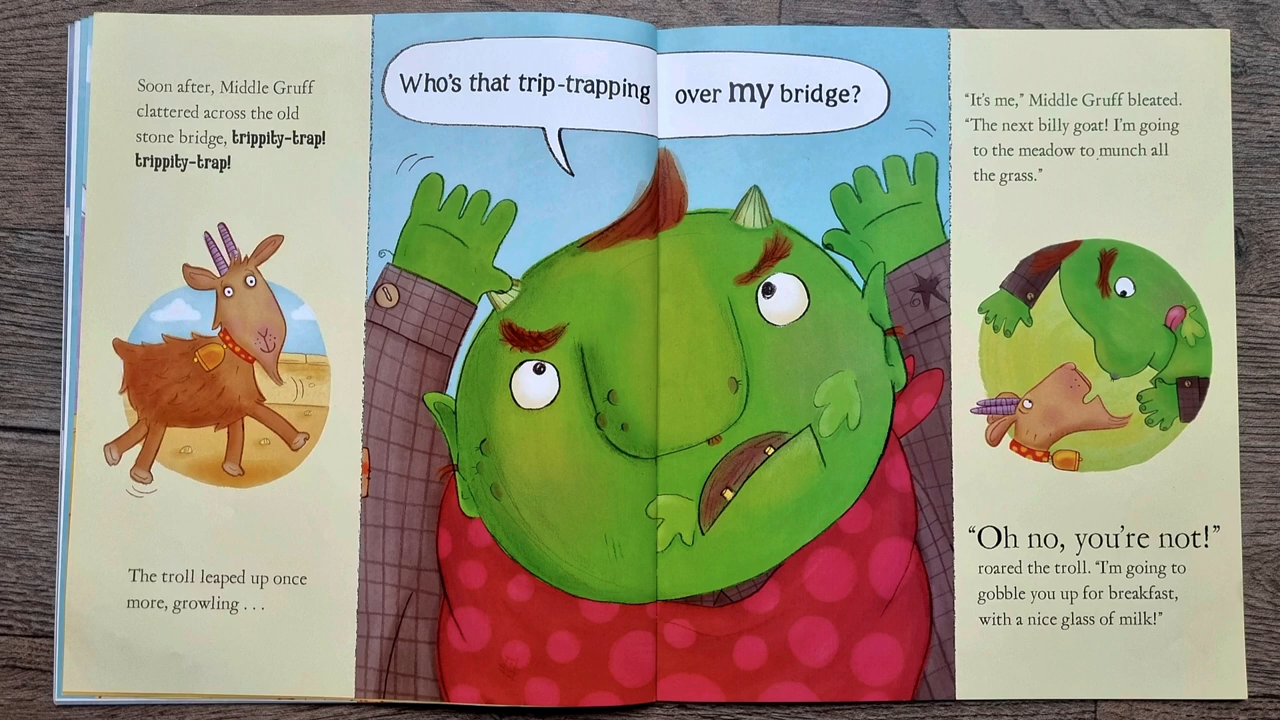 Soon after, Middle Gruff
clattered across the old
stone bridge, trippity-trap!
trippity-trap!
The troll leaped up once
more, growling . . .
Who's that trip-trapping over my bridge?
“It's me,” Middle Gruff bleated.
“The next billy goat! I'm going
to the meadow to munch all
the grass.”
“Oh no, you're not!”
roared the troll. “I'm going to
gobble you up for breakfast,
with a nice glass of milk!”